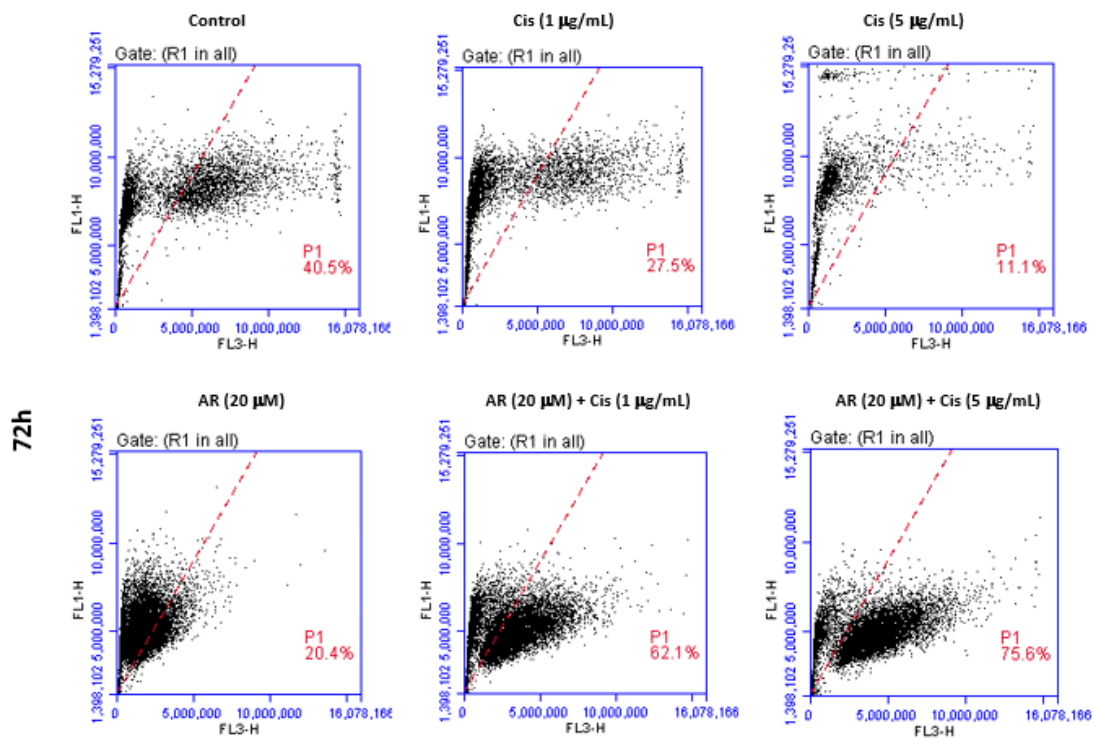 Control
Cis (1 µg/mL)
Cis (5 µg/mL)
Gate: (R1 in all)
Gate: (R1 in all)
Gate: (R1 in all)
FL1-H
1,398,102 5,000,000 10,000,000 15,279,251
P1
40.5%
0 5,000,000 10,000,000 16,078,166
FL3-H
FL1-H
1,398,102 5,000,000 10,000,000 15,279,251
P1
27.5%
0 5,000,000 10,000,000 16,078,166
FL3-H
FL1-H
1,398,102 5,000,000 10,000,000 15,279,25
P1
11.1%
0 5,000,000 10,000,000 16,078,166
FL3-H
72h
AR (20 µM)
AR (20 µM) + Cis (1 µg/mL)
AR (20 µM) + Cis (5 µg/mL)
Gate: (R1 in all)
Gate: (R1 in all)
Gate: (R1 in all)
FL1-H
1,398,102 5,000,000 10,000,000 15,279,251
P1
20.4%
0 5,000,000 10,000,000 16,078,166
FL3-H
FL1-H
1,398,102 5,000,000 10,000,000 15,279,251
P1
62.1%
0 5,000,000 10,000,000 16,078,166
FL3-H
FL1-H
1,398,102 5,000,000 10,000,000 15,279,251
P1
75.6%
0 5,000,000 10,000,000 16,078,166
FL3-H